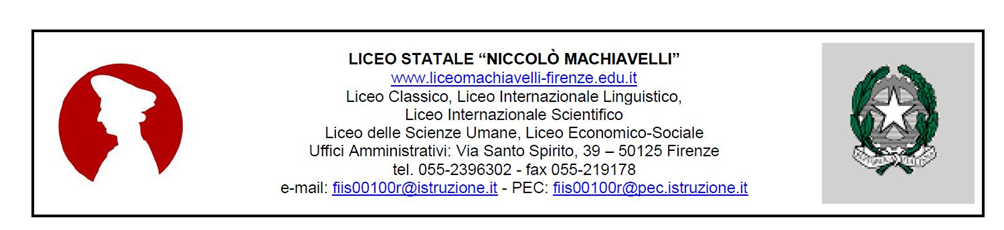 LICEO STATALE “NICCOLÒ MACHIAVELLI”
www.liceomachiavelli-firenze.edu.it
Liceo Classico, Liceo Internazionale Linguistico,
Liceo Internazionale Scientifico
Liceo delle Scienze Umane, Liceo Economico-Sociale
Uffici Amministrativi: Via Santo Spirito, 39 – 50125 Firenze
tel. 055-2396302 - fax 055-219178
e-mail: fiis00100r@istruzione.it - PEC: fiis00100r@pec.istruzione.it